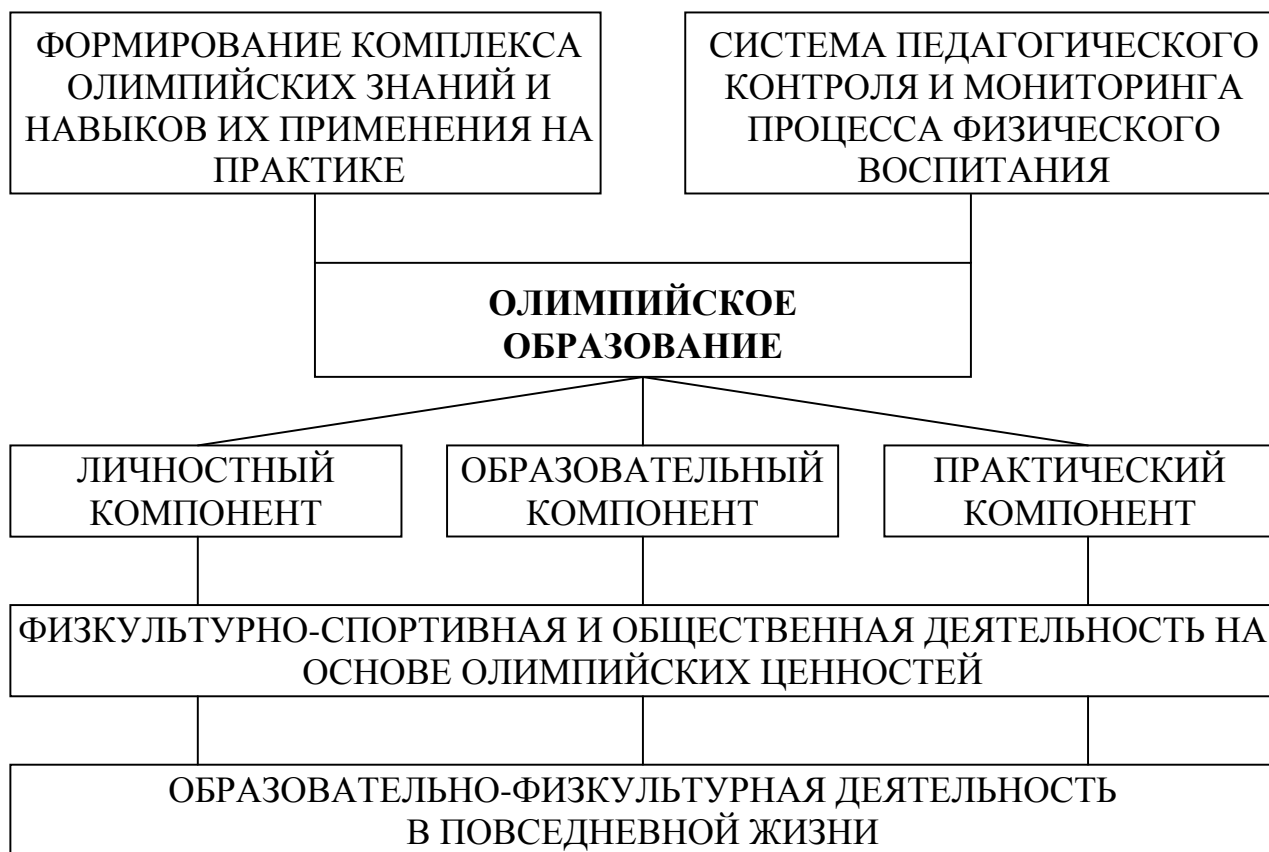 ФОРМИРОВАНИЕ КОМПЛЕКСА
ОЛИМПИЙСКИХ ЗНАНИЙ И
НАВЫКОВ ИХ ПРИМЕНЕНИЯ НА
ПРАКТИКЕ
СИСТЕМА ПЕДАГОГИЧЕСКОГО
КОНТРОЛЯ И МОНИТОРИНГА
ПРОЦЕССА ФИЗИЧЕСКОГО
ВОСПИТАНИЯ
ОЛИМПИЙСКОЕ
ОБРАЗОВАНИЕ
ЛИЧНОСТНЫЙ
КОМПОНЕНТ
ОБРАЗОВАТЕЛЬНЫЙ
КОМПОНЕНТ
ПРАКТИЧЕСКИЙ
КОМПОНЕНТ
ФИЗКУЛЬТУРНО-СПОРТИВНАЯ И ОБЩЕСТВЕННАЯ ДЕЯТЕЛЬНОСТЬ НА
ОСНОВЕ ОЛИМПИЙСКИХ ЦЕННОСТЕЙ
ОБРАЗОВАТЕЛЬНО-ФИЗКУЛЬТУРНАЯ ДЕЯТЕЛЬНОСТЬ
В ПОВСЕДНЕВНОЙ ЖИЗНИ